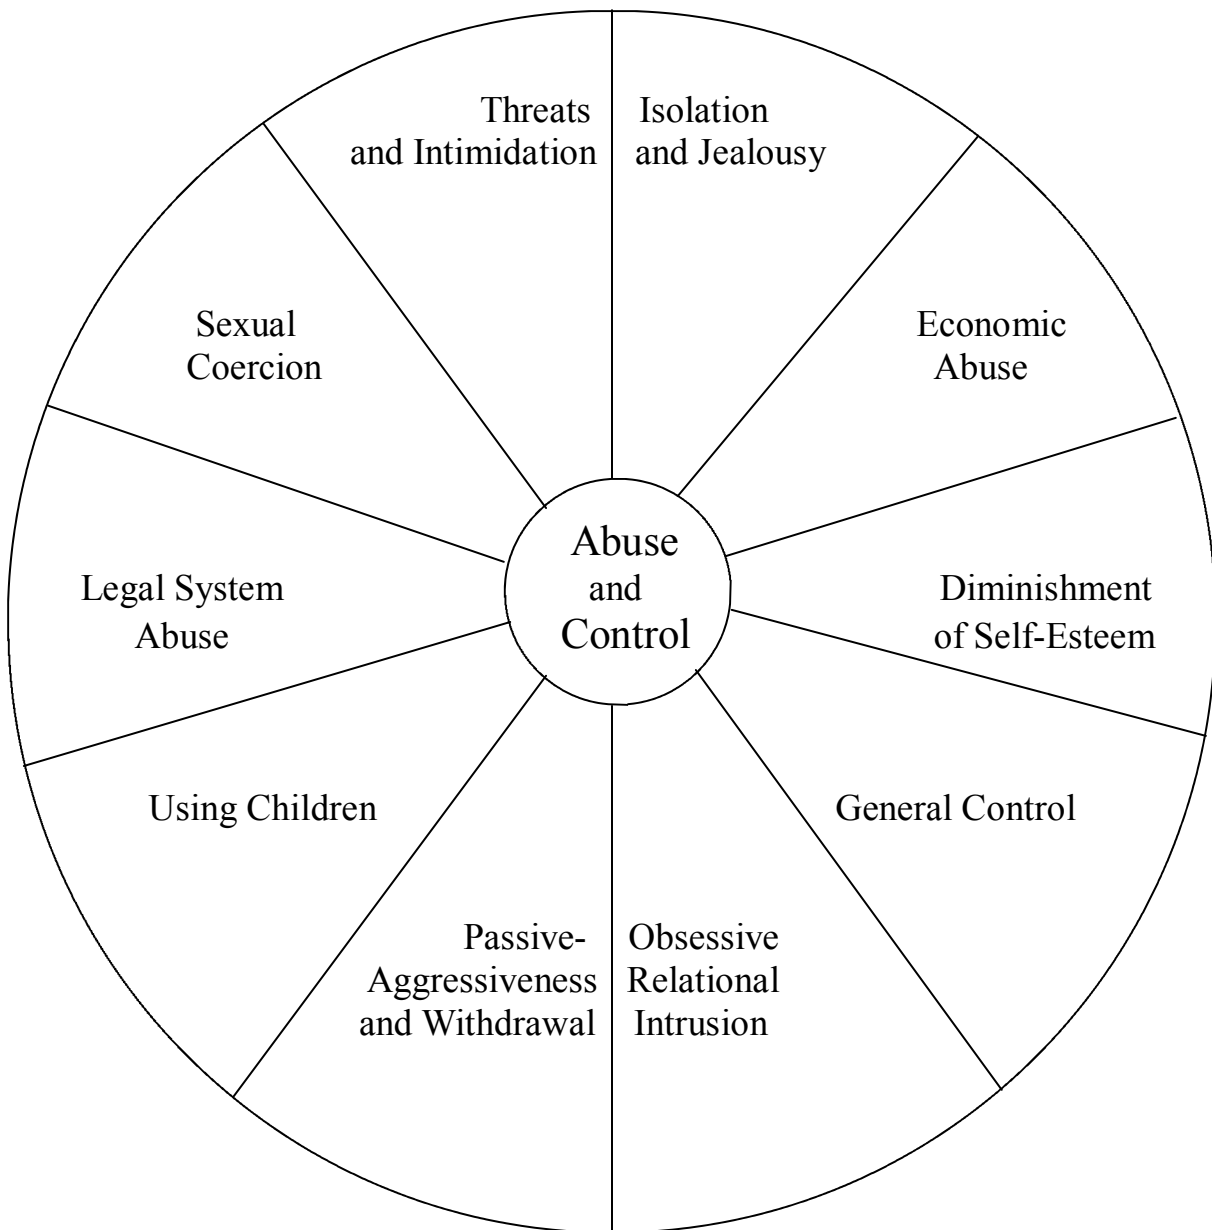 Threats
and Intimidation
Isolation
and Jealousy
Sexual
Coercion
Economic
Abuse
Abuse
and
Control
Legal System
Abuse
Diminishment
of Self-Esteem
Using Children
General Control
Passive-
Aggressiveness
and Withdrawal
Obsessive
Relational
Intrusion